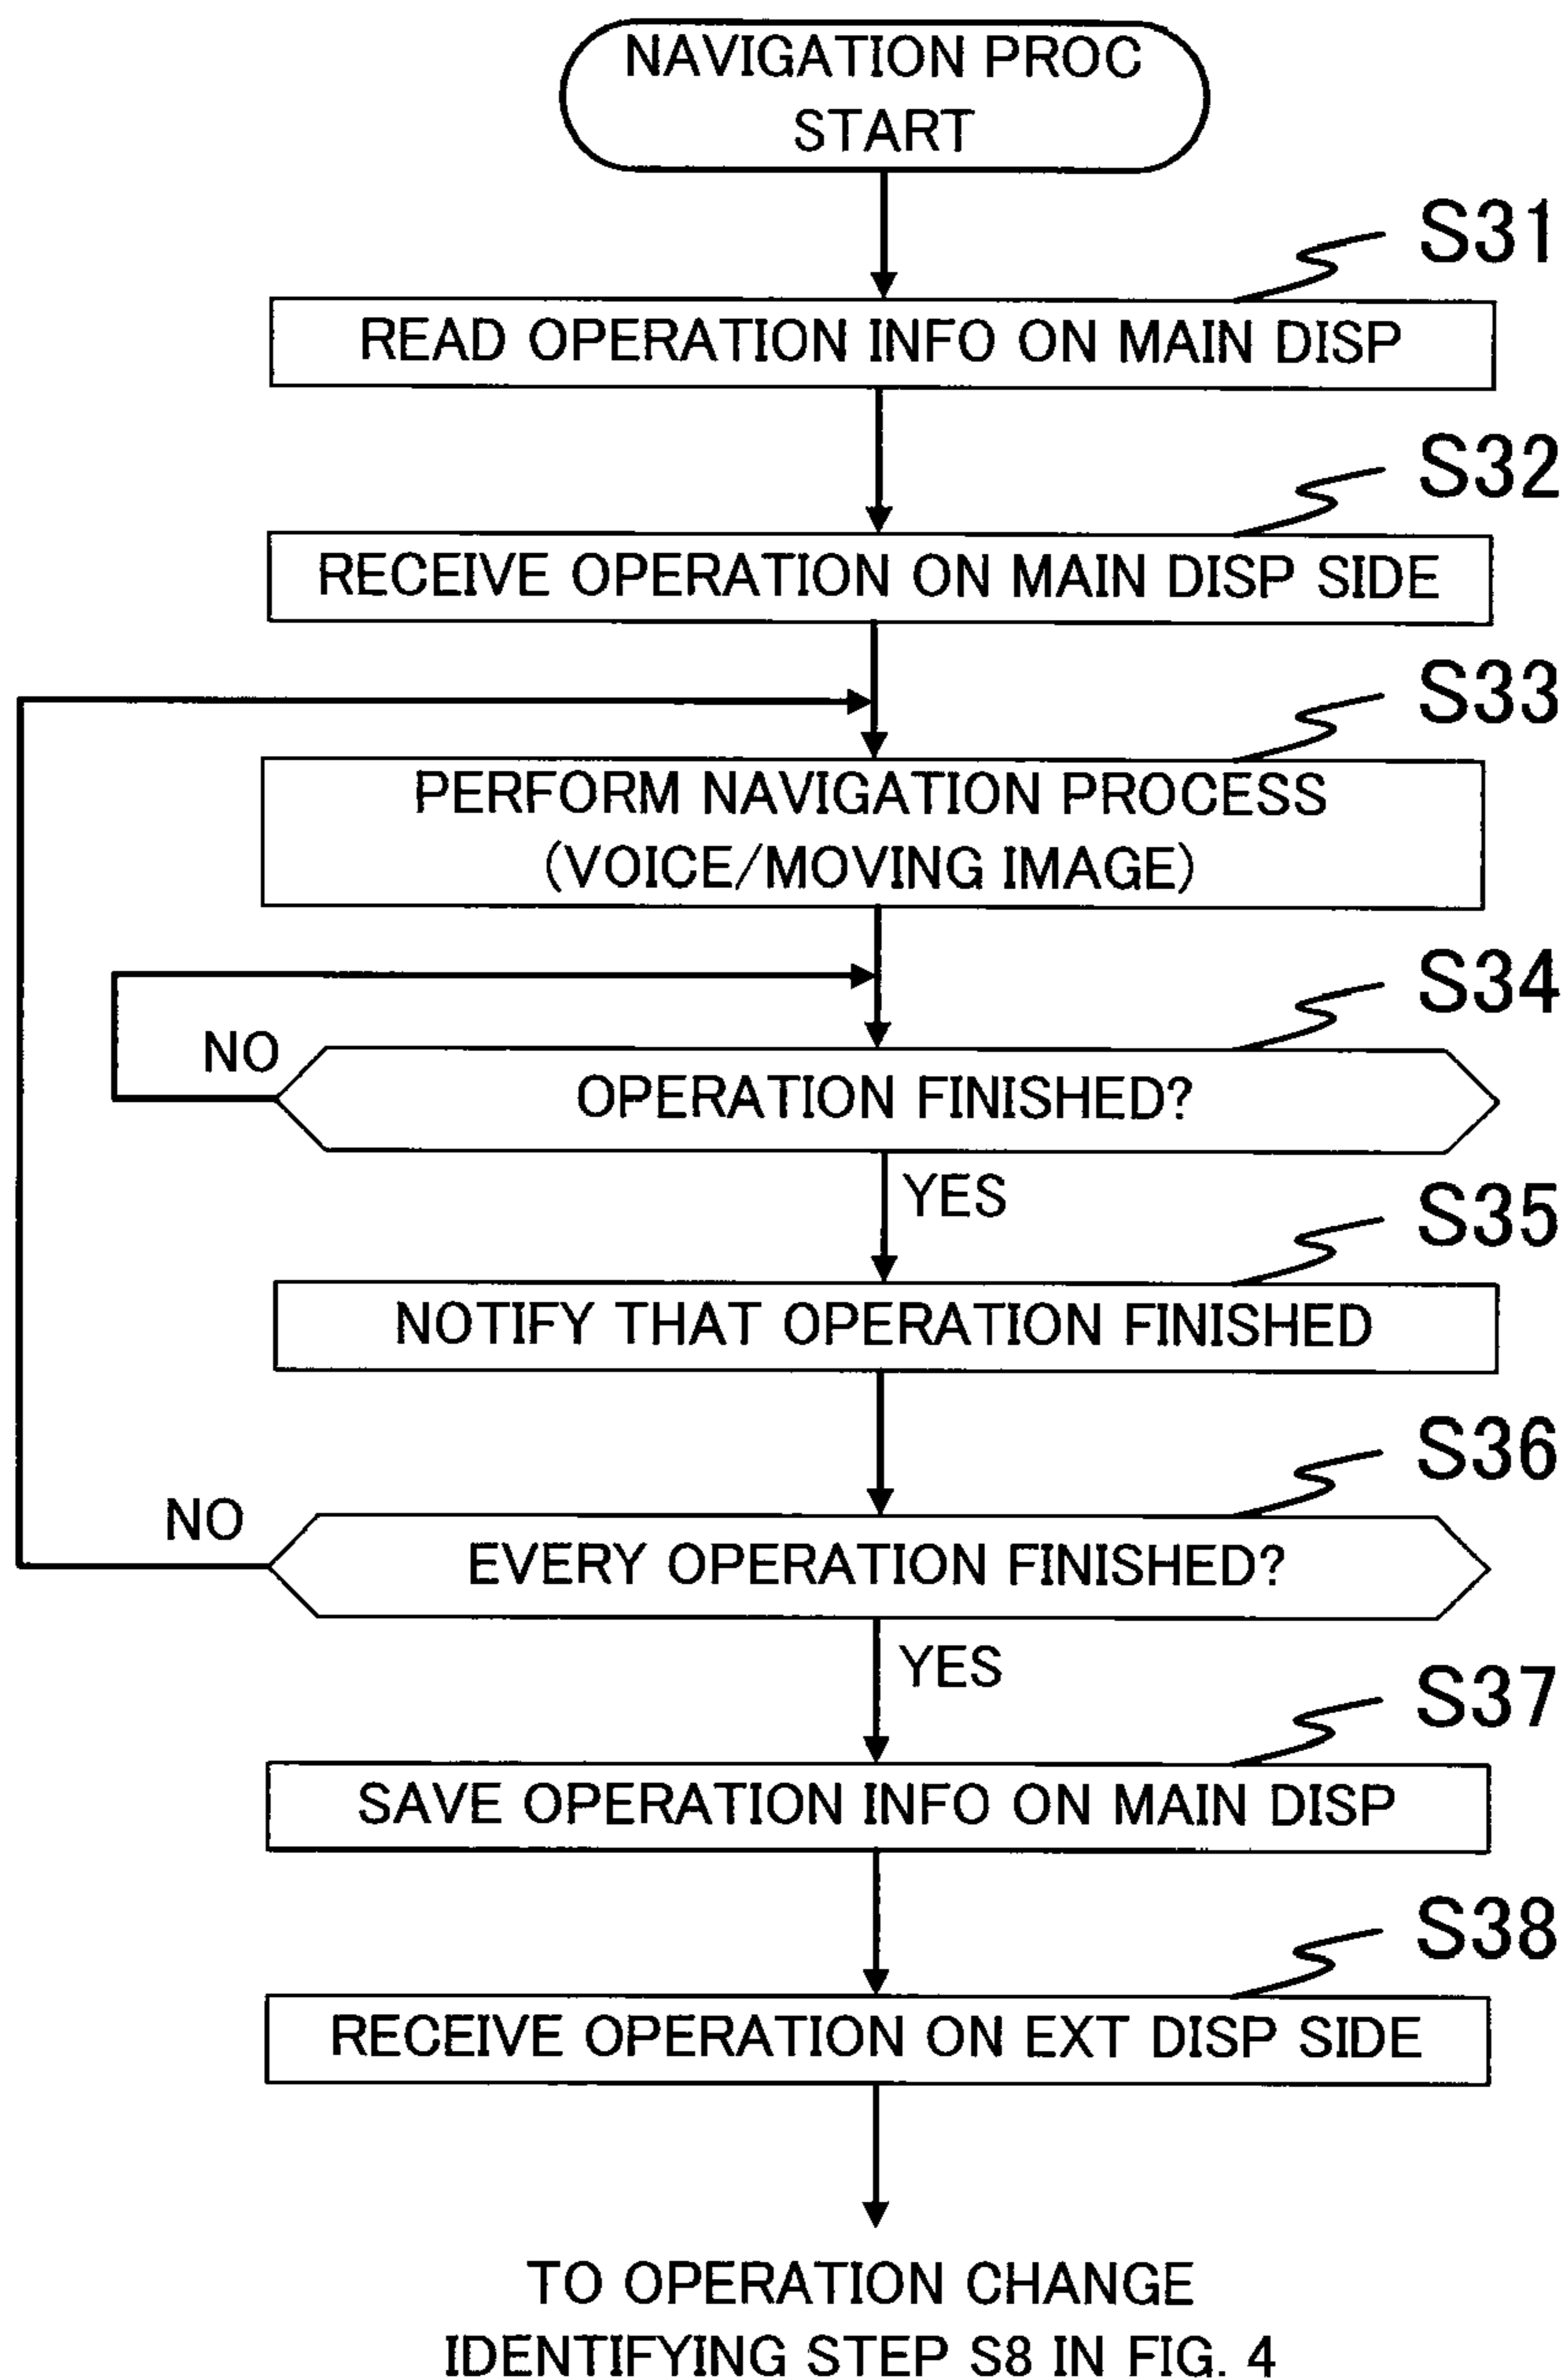 NAVIGATION PROC
START
S31
READ OPERATION INFO ON MAIN DISP
S32
RECEIVE OPERATION ON MAIN DISP SIDE
S33
PERFORM NAVIGATION PROCESS
(VOICE/MOVING IMAGE)
S34
NO
OPERATION FINISHED?
YES
S35
NOTIFY THAT OPERATION FINISHED
S36
NO
EVERY OPERATION FINISHED?
YES
S37
SAVE OPERATION INFO ON MAIN DISP
S38
RECEIVE OPERATION ON EXT DISP SIDE
TO OPERATION CHANGE
IDENTIFYING STEP S8 IN FIG. 4